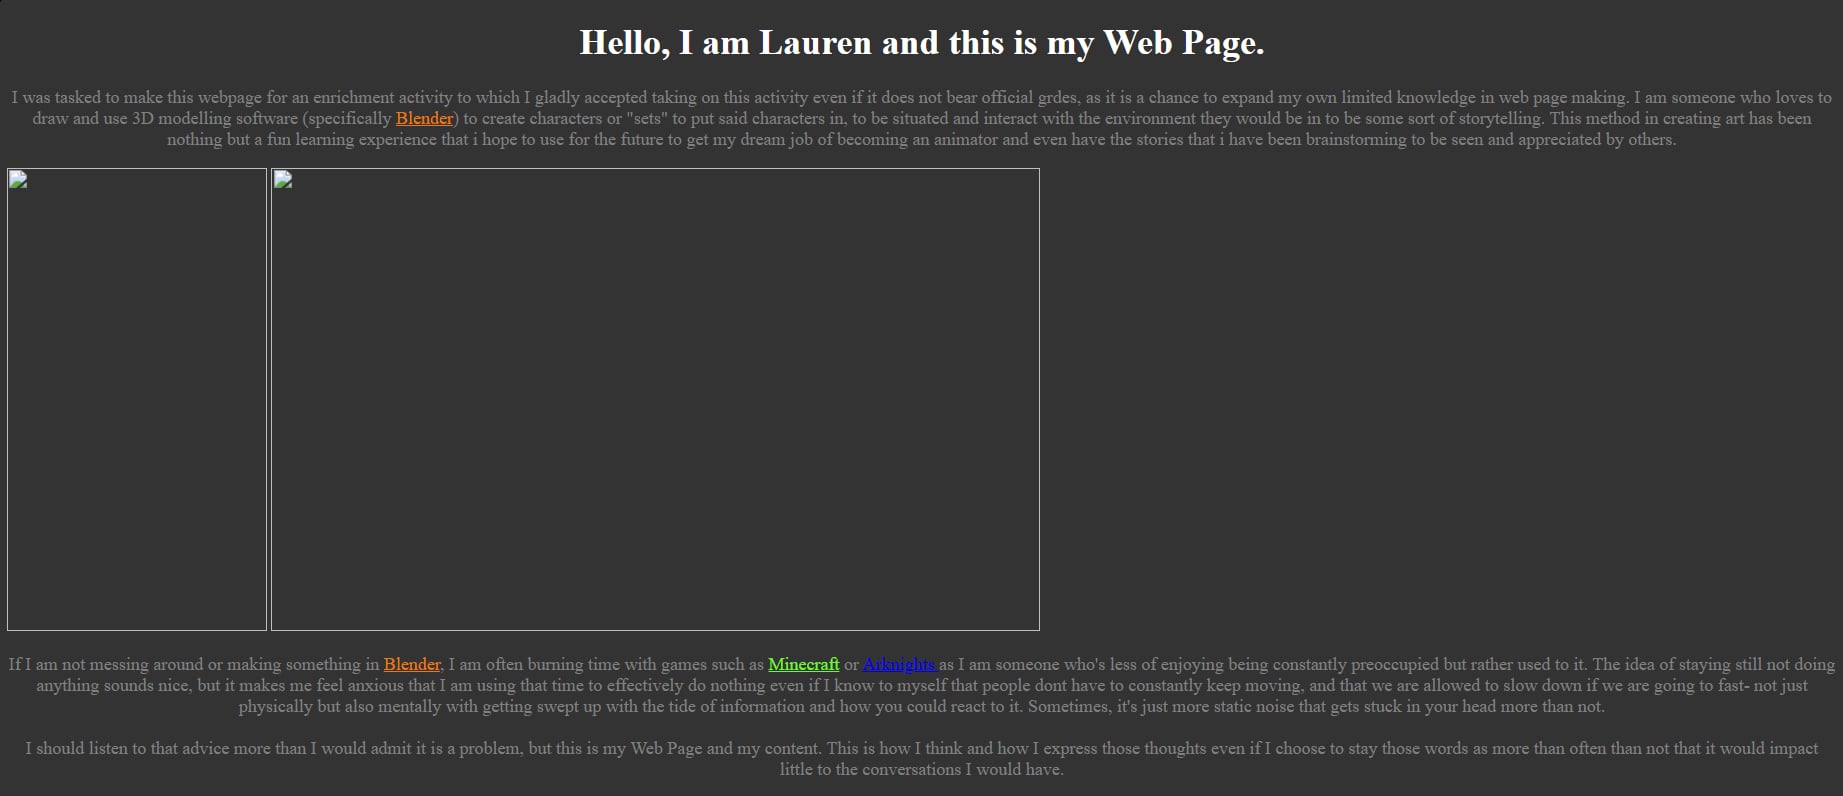 Hello, I am Lauren and this is my Web Page.
I was tasked to make this webpage for an enrichment activity to which I gladly accepted taking on this activity even if it does not bear official grdes, as it is a chance to expand my own limited knowledge in web page making. I am someone who loves to
draw and use 3D modelling software (specifically Blender) to create characters or "sets" to put said characters in, to be situated and interact with the environment they would be in to be some sort of storytelling. This method in creating art has been
nothing but a fun learning experience that i hope to use for the future to get my dream job of becoming an animator and even have the stories that i have been brainstorming to be seen and appreciated by others.
If I am not messing around or making something in Blender, I am often burning time with games such as Minecraft or Arknights as I am someone who's less of enjoying being constantly preoccupied but rather used to it. The idea of staying still not doing
anything sounds nice, but it makes me feel anxious that I am using that time to effectively do nothing even if I know to myself that people dont have to constantly keep moving, and that we are allowed to slow down if we are going to fast- not just
physically but also mentally with getting swept up with the tide of information and how you could react to it. Sometimes, it's just more static noise that gets stuck in your head more than not.
I should listen to that advice more than I would admit it is a problem, but this is my Web Page and my content. This is how I think and how I express those thoughts even if I choose to stay those words as more than often than not that it would impact
little to the conversations I would have.